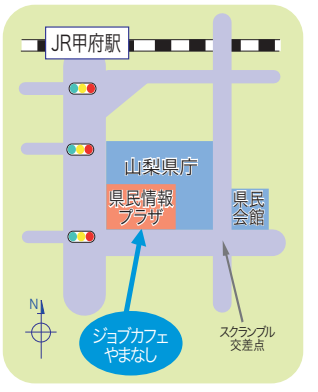 JR甲府駅
山梨県庁
県民情報
プラザ
県民
会館
N
ジョブカフェ
やまなし
スクランブル
交差点